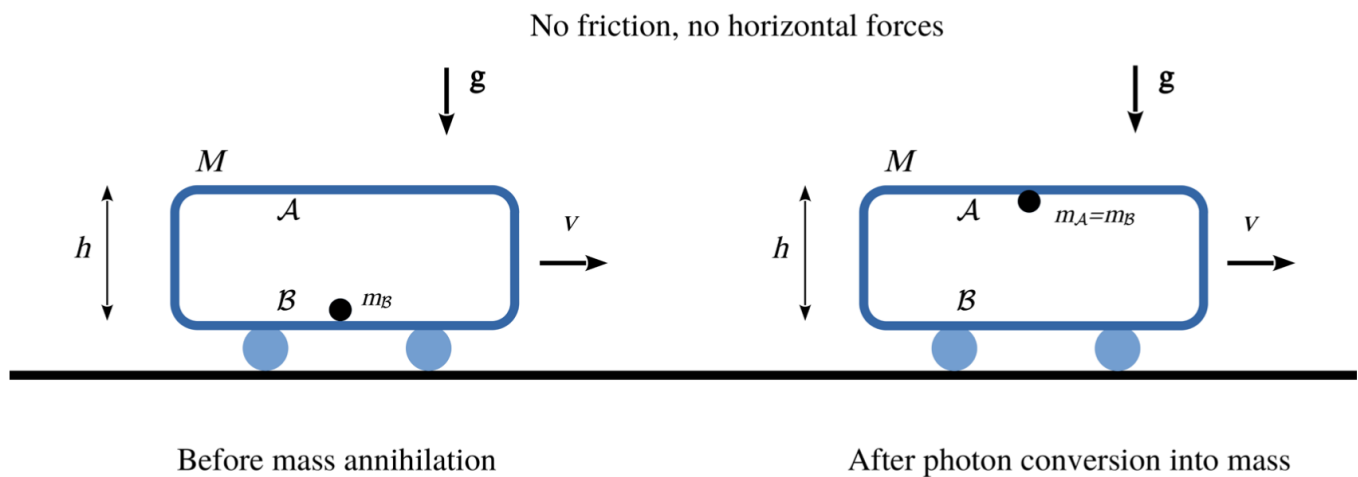 No friction, no horizontal forces
g
g
M
M
𝒜
𝒜
m𝒜=mℬ
h
v
h
v
ℬ
mℬ
ℬ
Before mass annihilation
After photon conversion into mass